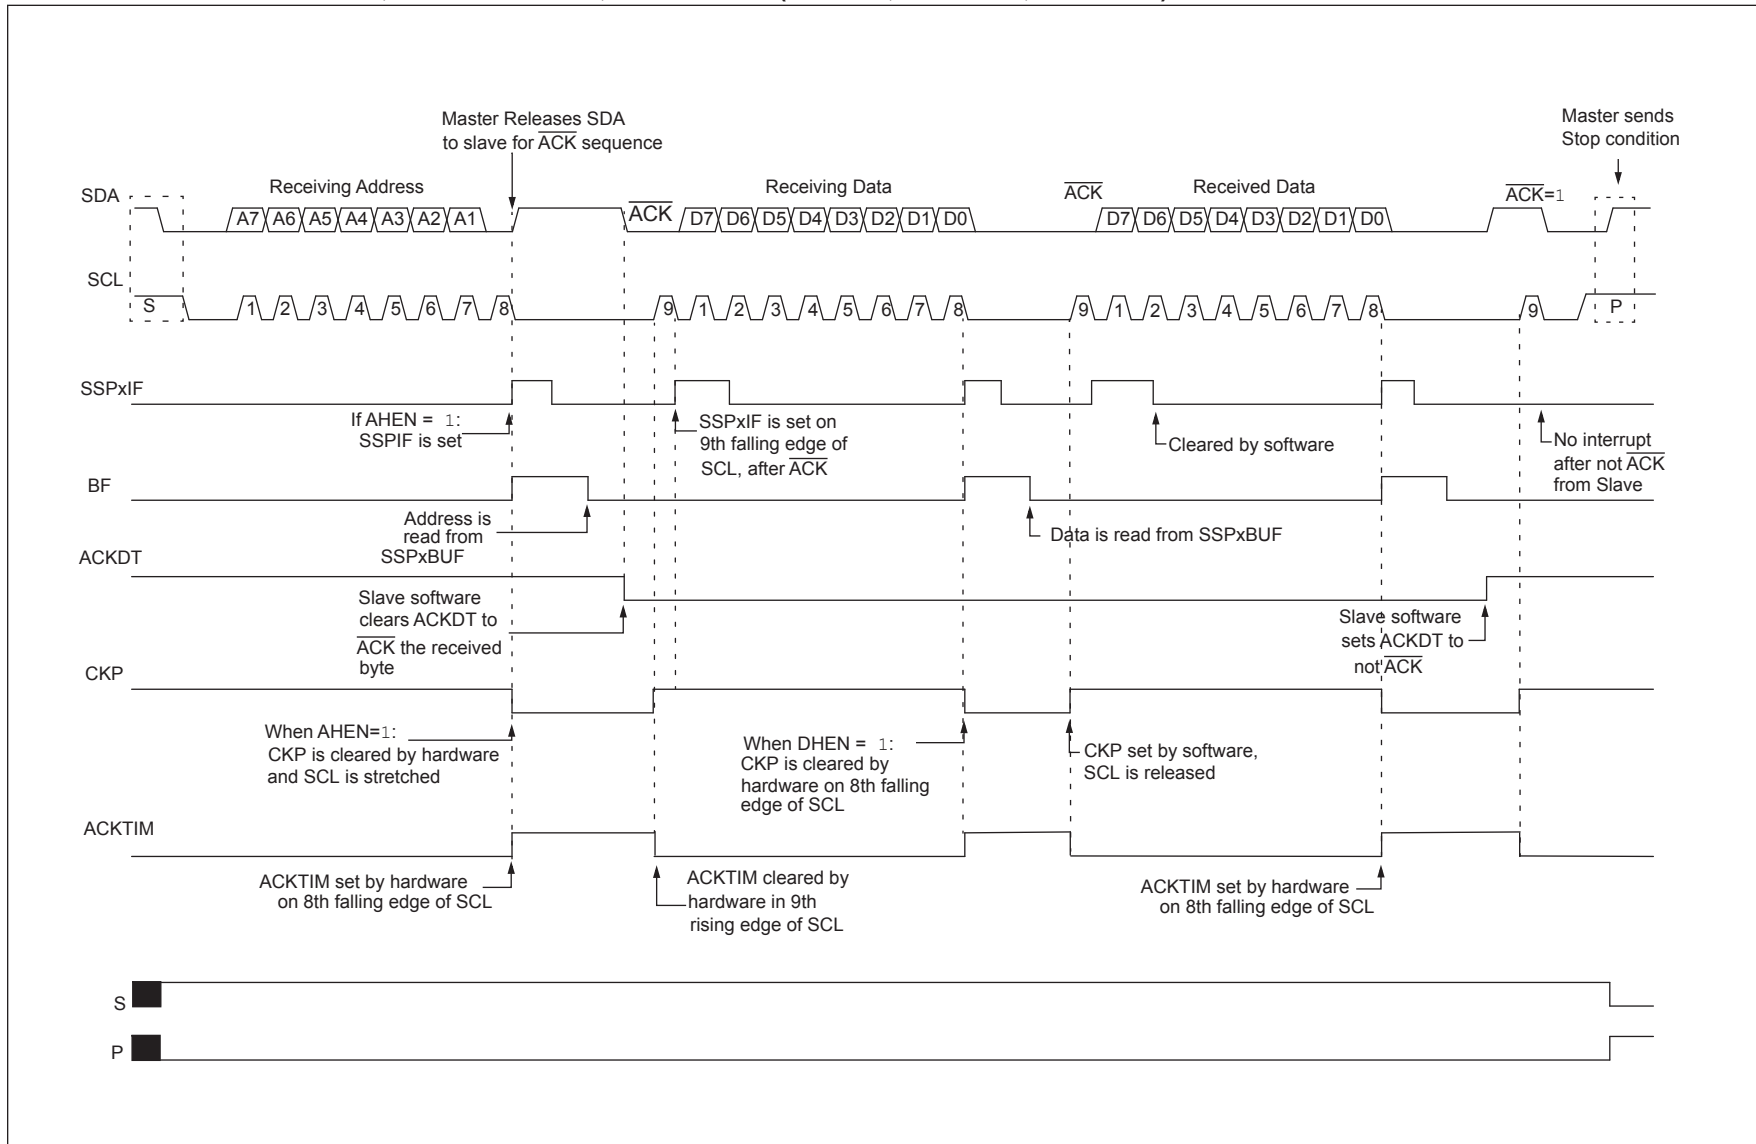 Master Releases SDA
to slave for ACK sequence
Master sends
Stop condition
SDA
Receiving Address
ACK
Receiving Data
ACK
Received Data
ACK=1
A7 A6 A5 A4 A3 A2 A1
D7 D6 D5 D4 D3 D2 D1 D0
D7 D6 D5 D4 D3 D2 D1 D0
SCL
S
1 2 3 4 5 6 7 8
9 1 2 3 4 5 6 7 8
9 1 2 3 4 5 6 7 8
9
P
SSPxIF
If AHEN = 1:
SSPIF is set
SSPxIF is set on
9th falling edge of
SCL, after ACK
Cleared by software
No interrupt
after not ACK
from Slave
BF
Address is
read from
SSPxBUF
Data is read from SSPxBUF
ACKDT
Slave software
clears ACKDT to
ACK the received
byte
Slave software
sets ACKDT to
not ACK
CKP
When AHEN=1:
CKP is cleared by hardware
and SCL is stretched
When DHEN = 1:
CKP is cleared by
hardware on 8th falling
edge of SCL
CKP set by software,
SCL is released
ACKTIM
ACKTIM set by hardware
on 8th falling edge of SCL
ACKTIM cleared by
hardware in 9th
rising edge of SCL
ACKTIM set by hardware
on 8th falling edge of SCL
S
P